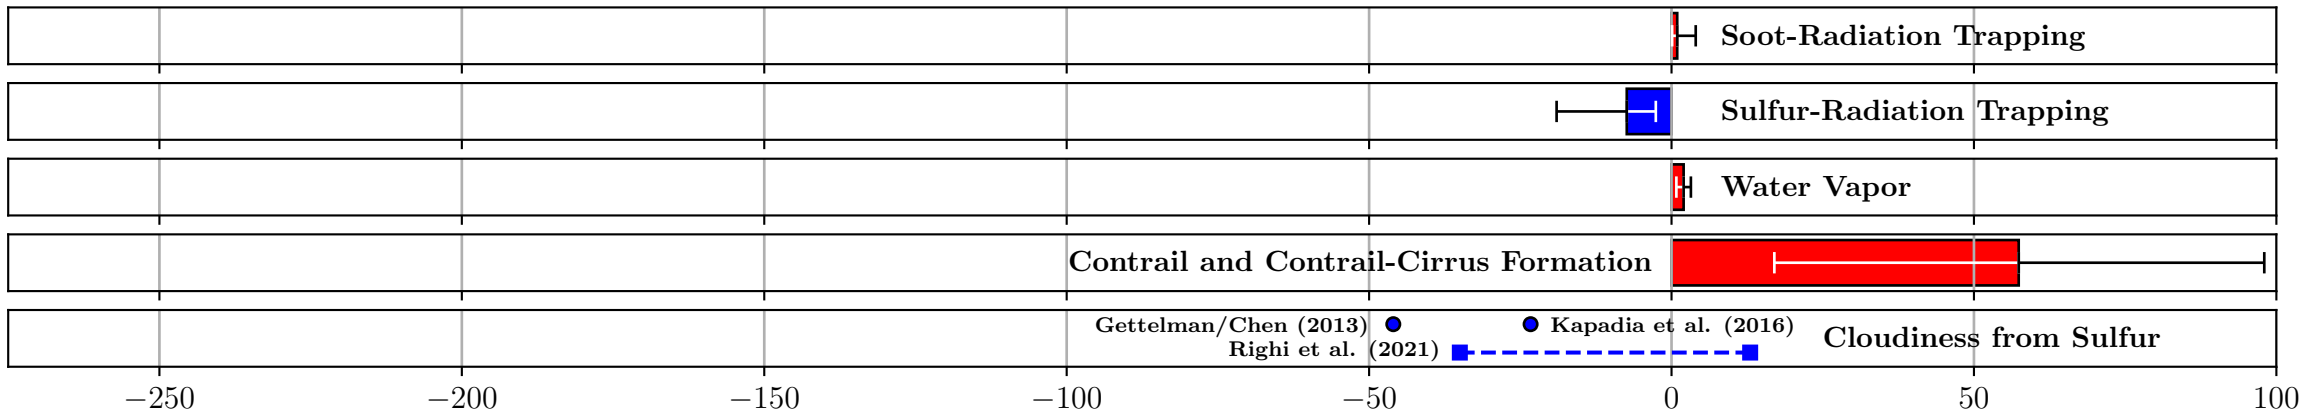 Soot-Radiation Trapping
Sulfur-Radiation Trapping
Water Vapor
Contrail and Contrail-Cirrus Formation
Gettelman/Chen (2013) Kapadia et al. (2016)
Cloudiness from Sulfur
Righi et al. (2021)
−250 −200 −150 −100 −50 0 50 100